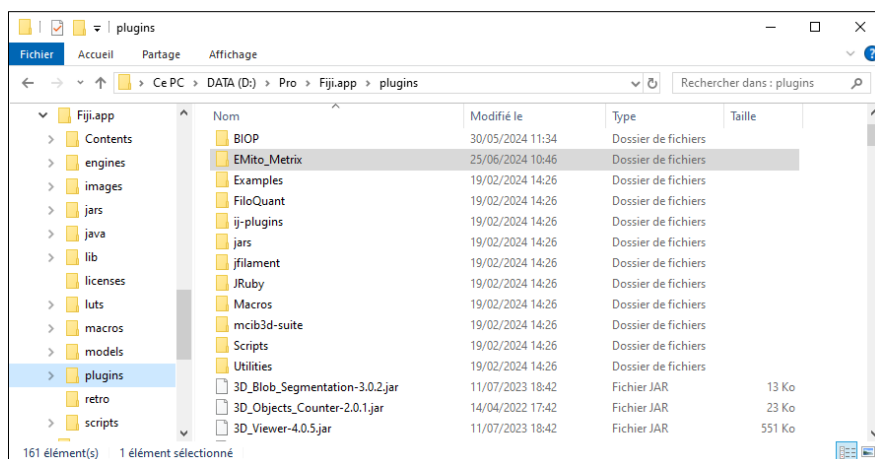 plugins
Fichier Accueil Partage Affichage
Ce PC > DATA (D:) > Pro > Fiji.app > plugins Rechercher dans : plugins
Fiji.app Nom Modifié le Type Taille
Contents BIOP 30/05/2024 11:34 Dossier de fichiers
engines EMito_Metrix 25/06/2024 10:46 Dossier de fichiers
images Examples 19/02/2024 14:26 Dossier de fichiers
jars FiloQuant 19/02/2024 14:26 Dossier de fichiers
java ij-plugins 19/02/2024 14:26 Dossier de fichiers
lib jars 19/02/2024 14:26 Dossier de fichiers
licenses jfilament 19/02/2024 14:26 Dossier de fichiers
luts JRuby 19/02/2024 14:26 Dossier de fichiers
macros Macros 19/02/2024 14:26 Dossier de fichiers
models mcib3d-suite 19/02/2024 14:26 Dossier de fichiers
plugins Scripts 19/02/2024 14:26 Dossier de fichiers
retro Utilities 19/02/2024 14:26 Dossier de fichiers
scripts 3D_Blob_Segmentation-3.0.2.jar 11/07/2023 18:42 Fichier JAR 13 Ko
3D_Objects_Counter-2.0.1.jar 14/04/2022 17:42 Fichier JAR 23 Ko
3D_Viewer-4.0.5.jar 11/07/2023 18:42 Fichier JAR 551 Ko
161 élément(s) 1 élément sélectionné